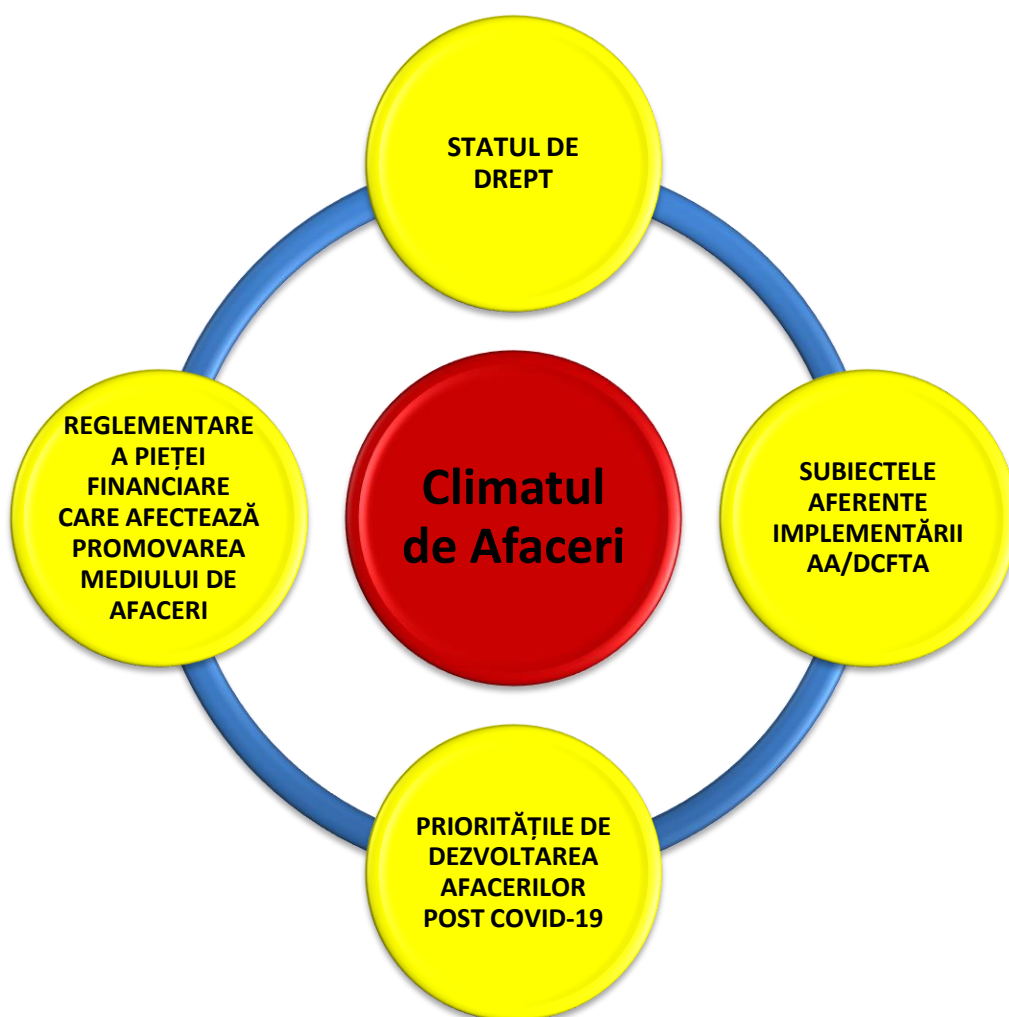 STATUL DE
DREPT
REGLEMENTARE
A PIEȚEI
FINANCIARE
CARE AFECTEAZĂ
PROMOVAREA
MEDIULUI DE
AFACERI
Climatul
de Afaceri
SUBIECTELE
AFERENTE
IMPLEMENTĂRII
AA/DCFTA
PRIORITĂȚILE DE
DEZVOLTAREA
AFACERILOR
POST COVID-19